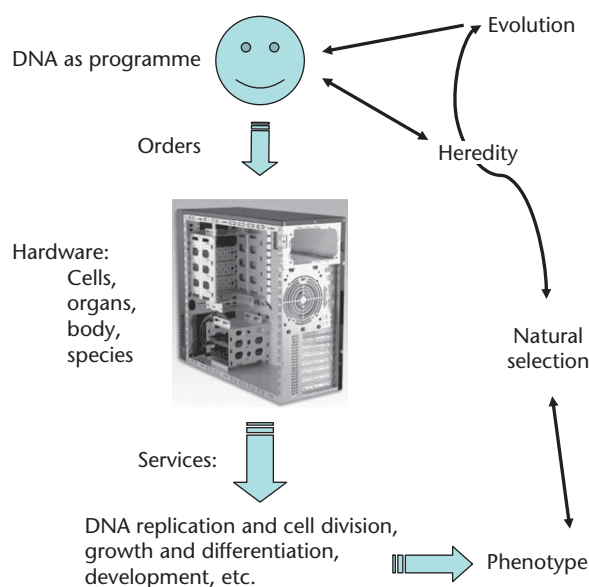 Evolution
DNA as programme
Orders
Heredity
Hardware:
Cells,
organs,
body,
species
Natural
selection
Services:
DNA replication and cell division,
growth and differentiation,
development, etc.
Phenotype